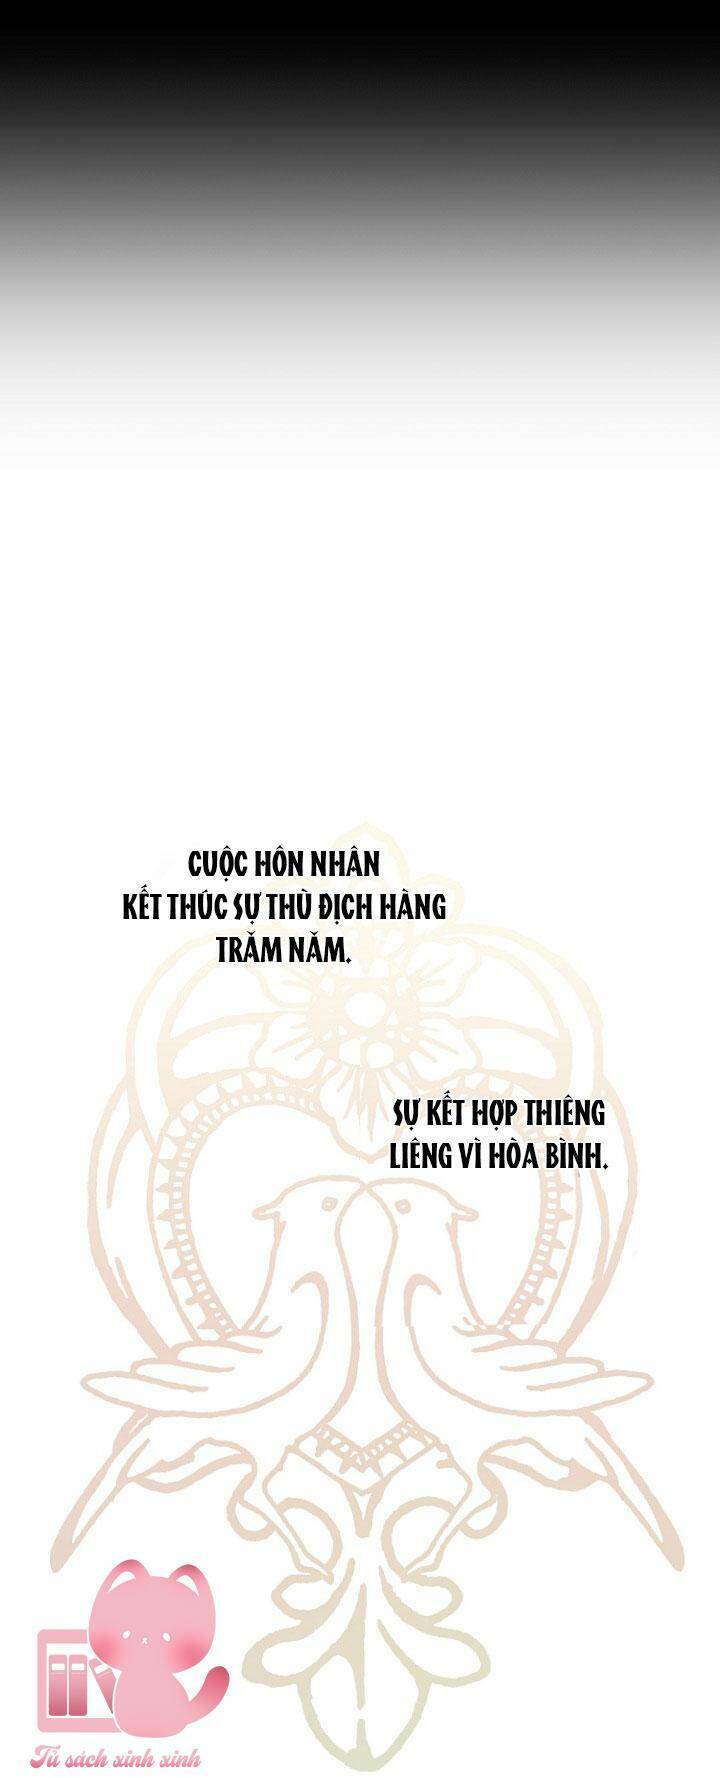 CUỘC HÔN NHÂN
KẾT THÚC SỰ THÙ ĐỊCH HÀNG
TRĂM NĂM.
SỰ KẾT HỢP THIÊNG
LIÊNG VÌ HÒA BÌNH.
Tủ sách xinh xinh